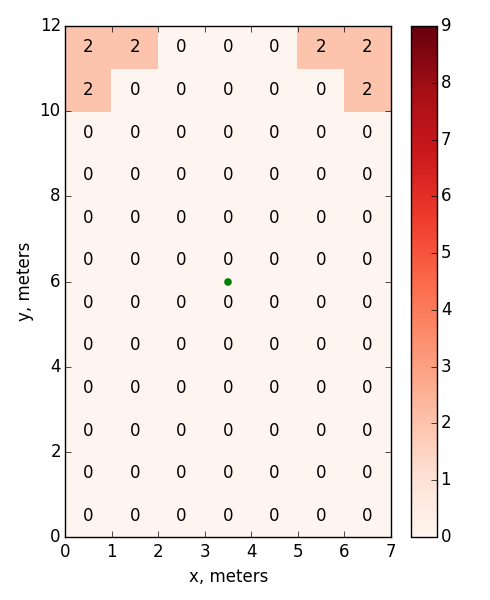 12 2 2 0 0 0 2 2 9
2 0 0 0 0 0 2 8
10
0 0 0 0 0 0 0 7
8 0 0 0 0 0 0 0
0 0 0 0 0 0 0 6
0 0 0 0 0 0 0 5
6
0 0 0 0 0 0 0 4
0 0 0 0 0 0 0
4 3
0 0 0 0 0 0 0
0 0 0 0 0 0 0 2
2
0 0 0 0 0 0 0 1
0 0 0 0 0 0 0
0 0
0 1 2 3 4 5 6 7
x, meters
y, meters